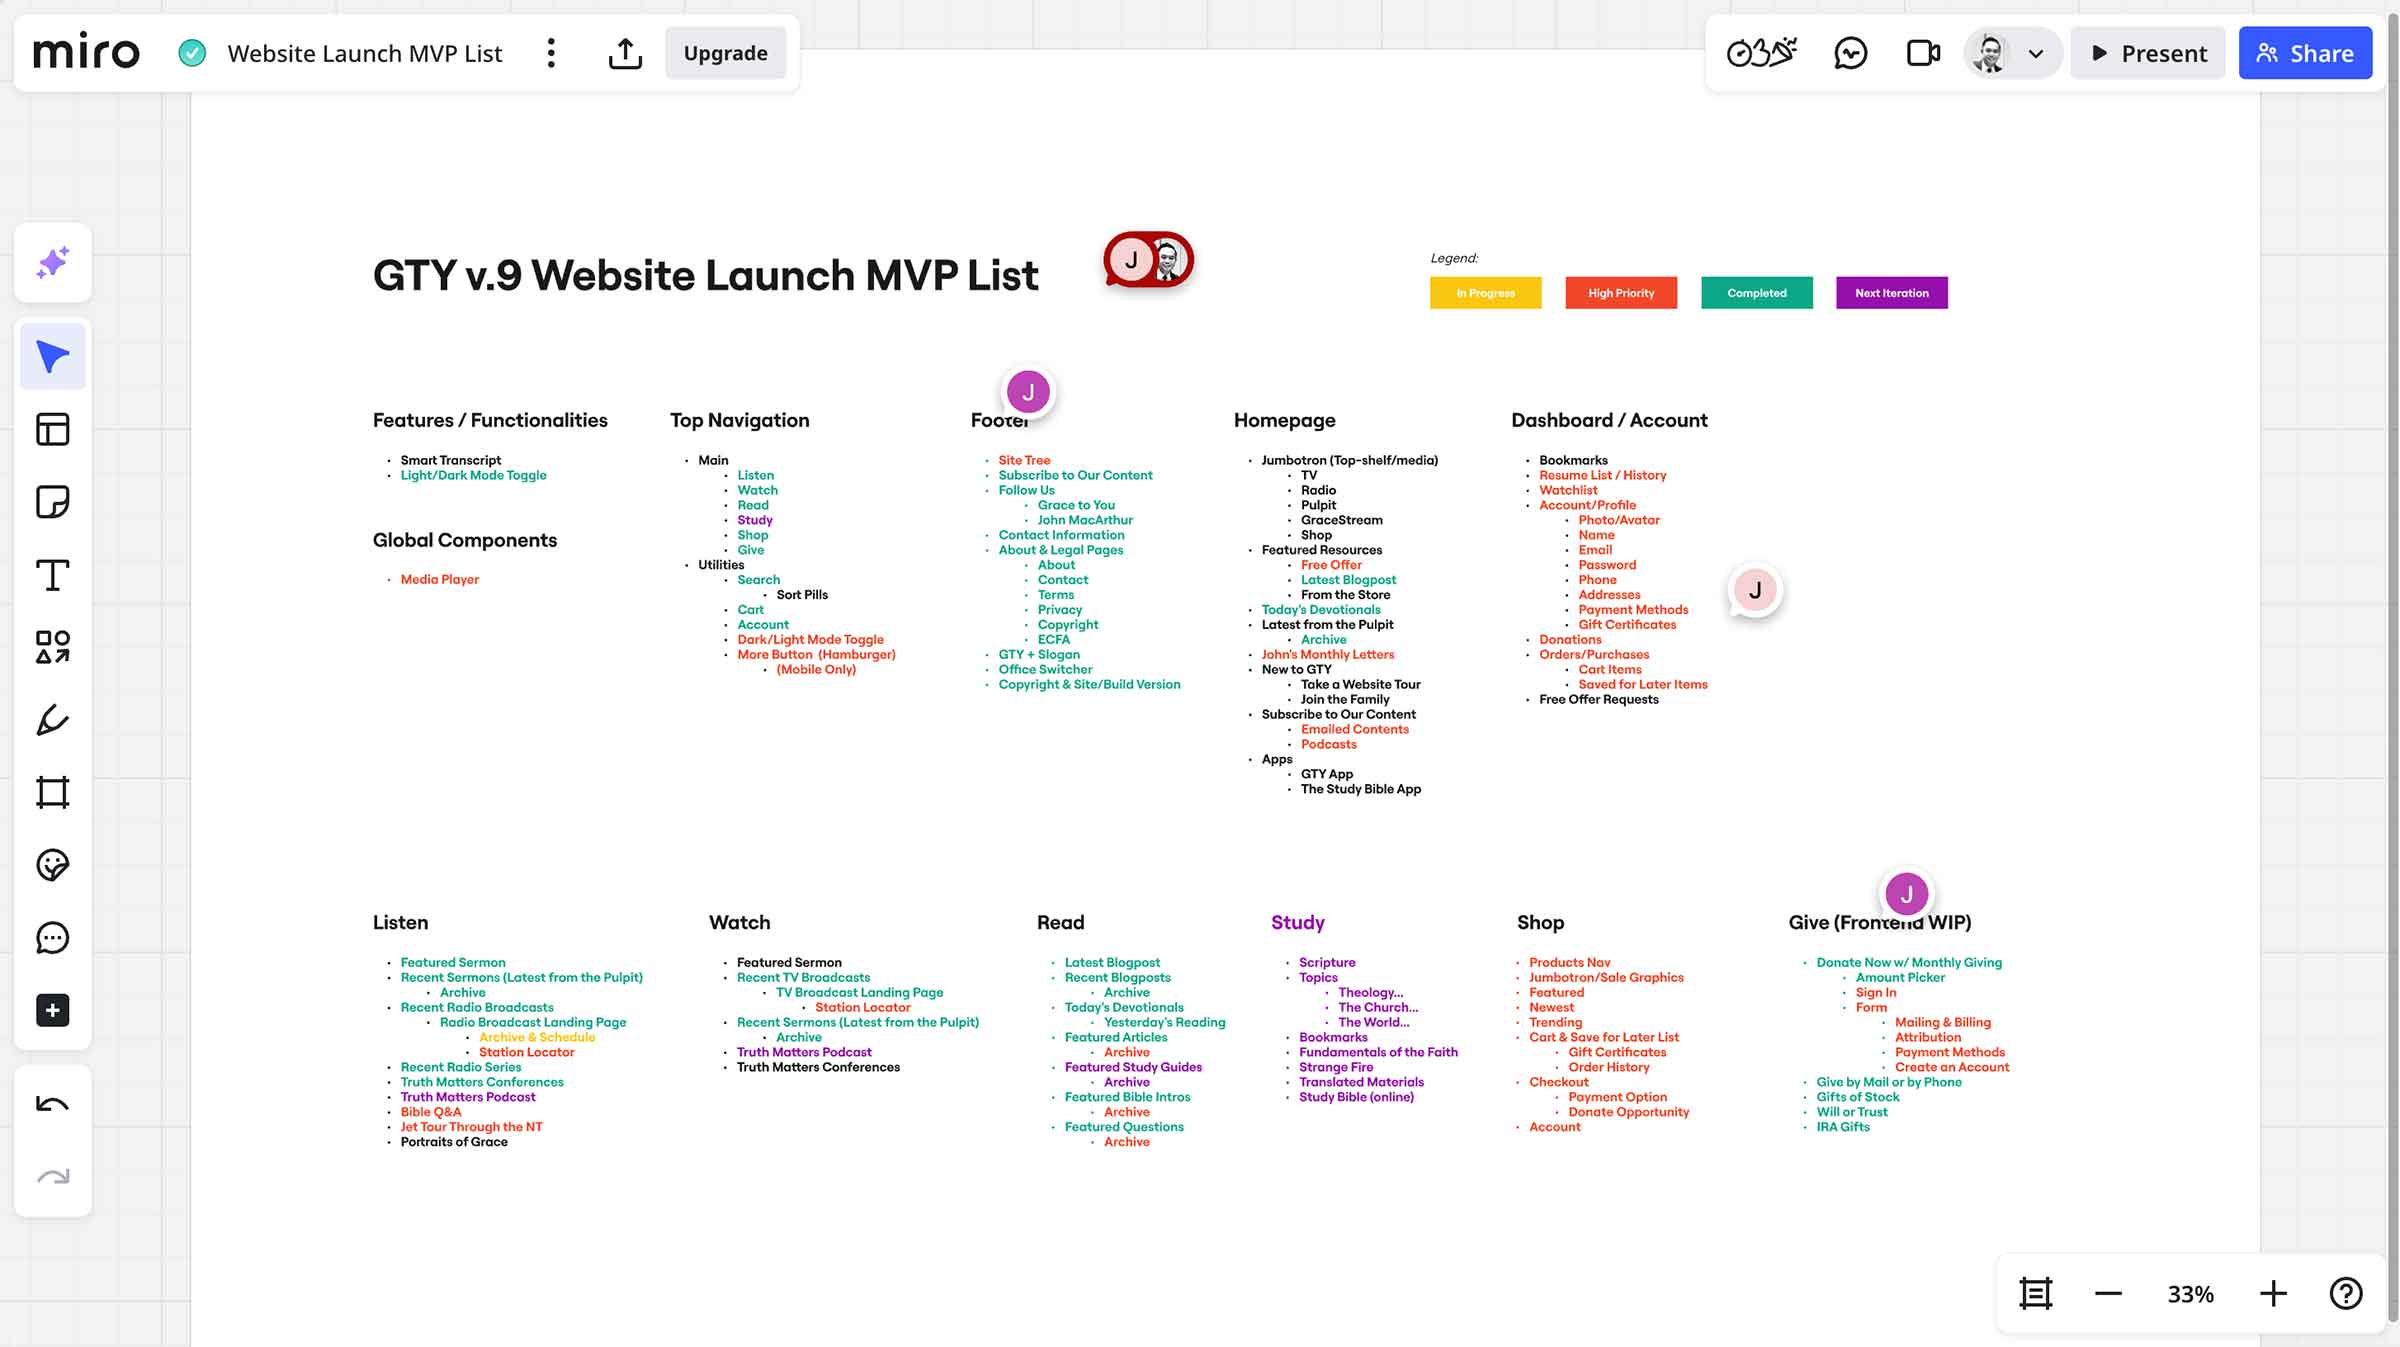 miro
Website Launch MVP List
Upgrade
Present
Share
GTY v.9 Website Launch MVP List
J
Legend:
In Progress
High Priority
Completed
Next Iteration
Features / Functionalities
• Smart Transcript
• Light/Dark Mode Toggle
Global Components
• Media Player
Top Navigation
• Main
• Listen
• Watch
• Read
• Study
• Shop
• Give
• Utilities
• Search
• Sort Pills
• Cart
• Account
• Dark/Light Mode Toggle
• More Button (Hamburger)
• (Mobile Only)
J
Footer
• Site Tree
• Subscribe to Our Content
• Follow Us
• Grace to You
• John MacArthur
• Contact Information
• About & Legal Pages
• About
• Contact
• Terms
• Privacy
• Copyright
• ECFA
• GTY + Slogan
• Office Switcher
• Copyright & Site/Build Version
Homepage
• Jumbotron (Top-shelf/media)
• TV
• Radio
• Pulpit
• GraceStream
• Shop
• Featured Resources
• Free Offer
• Latest Blogpost
• From the Store
• Today's Devotionals
• Latest from the Pulpit
• Archive
• John's Monthly Letters
• New to GTY
• Take a Website Tour
• Join the Family
• Subscribe to Our Content
• Emailed Contents
• Podcasts
• Apps
• GTY App
• The Study Bible App
Dashboard / Account
• Bookmarks
• Resume List / History
• Watchlist
• Account/Profile
• Photo/Avatar
• Name
• Email
• Password
• Phone
• Addresses
• Payment Methods
• Gift Certificates
• Donations
• Orders/Purchases
• Cart Items
• Saved for Later Items
• Free Offer Requests
J
Listen
• Featured Sermon
• Recent Sermons (Latest from the Pulpit)
• Archive
• Recent Radio Broadcasts
• Radio Broadcast Landing Page
• Archive & Schedule
• Station Locator
• Recent Radio Series
• Truth Matters Conferences
• Truth Matters Podcast
• Bible Q&A
• Jet Tour Through the NT
• Portraits of Grace
Watch
• Featured Sermon
• Recent TV Broadcasts
• TV Broadcast Landing Page
• Station Locator
• Recent Sermons (Latest from the Pulpit)
• Archive
• Truth Matters Podcast
• Truth Matters Conferences
Read
• Latest Blogpost
• Recent Blogposts
• Archive
• Today's Devotionals
• Yesterday's Reading
• Featured Articles
• Archive
• Featured Study Guides
• Archive
• Featured Bible Intros
• Archive
• Featured Questions
• Archive
Study
• Scripture
• Topics
• Theology...
• The Church...
• The World...
• Bookmarks
• Fundamentals of the Faith
• Strange Fire
• Translated Materials
• Study Bible (online)
Shop
• Products Nav
• Jumbotron/Sale Graphics
• Featured
• Newest
• Trending
• Cart & Save for Later List
• Gift Certificates
• Order History
• Checkout
• Payment Option
• Donate Opportunity
• Account
J
Give (Frontend WIP)
• Donate Now w/ Monthly Giving
• Amount Picker
• Sign In
• Form
• Mailing & Billing
• Attribution
• Payment Methods
• Create an Account
• Give by Mail or by Phone
• Gifts of Stock
• Will or Trust
• IRA Gifts
33%